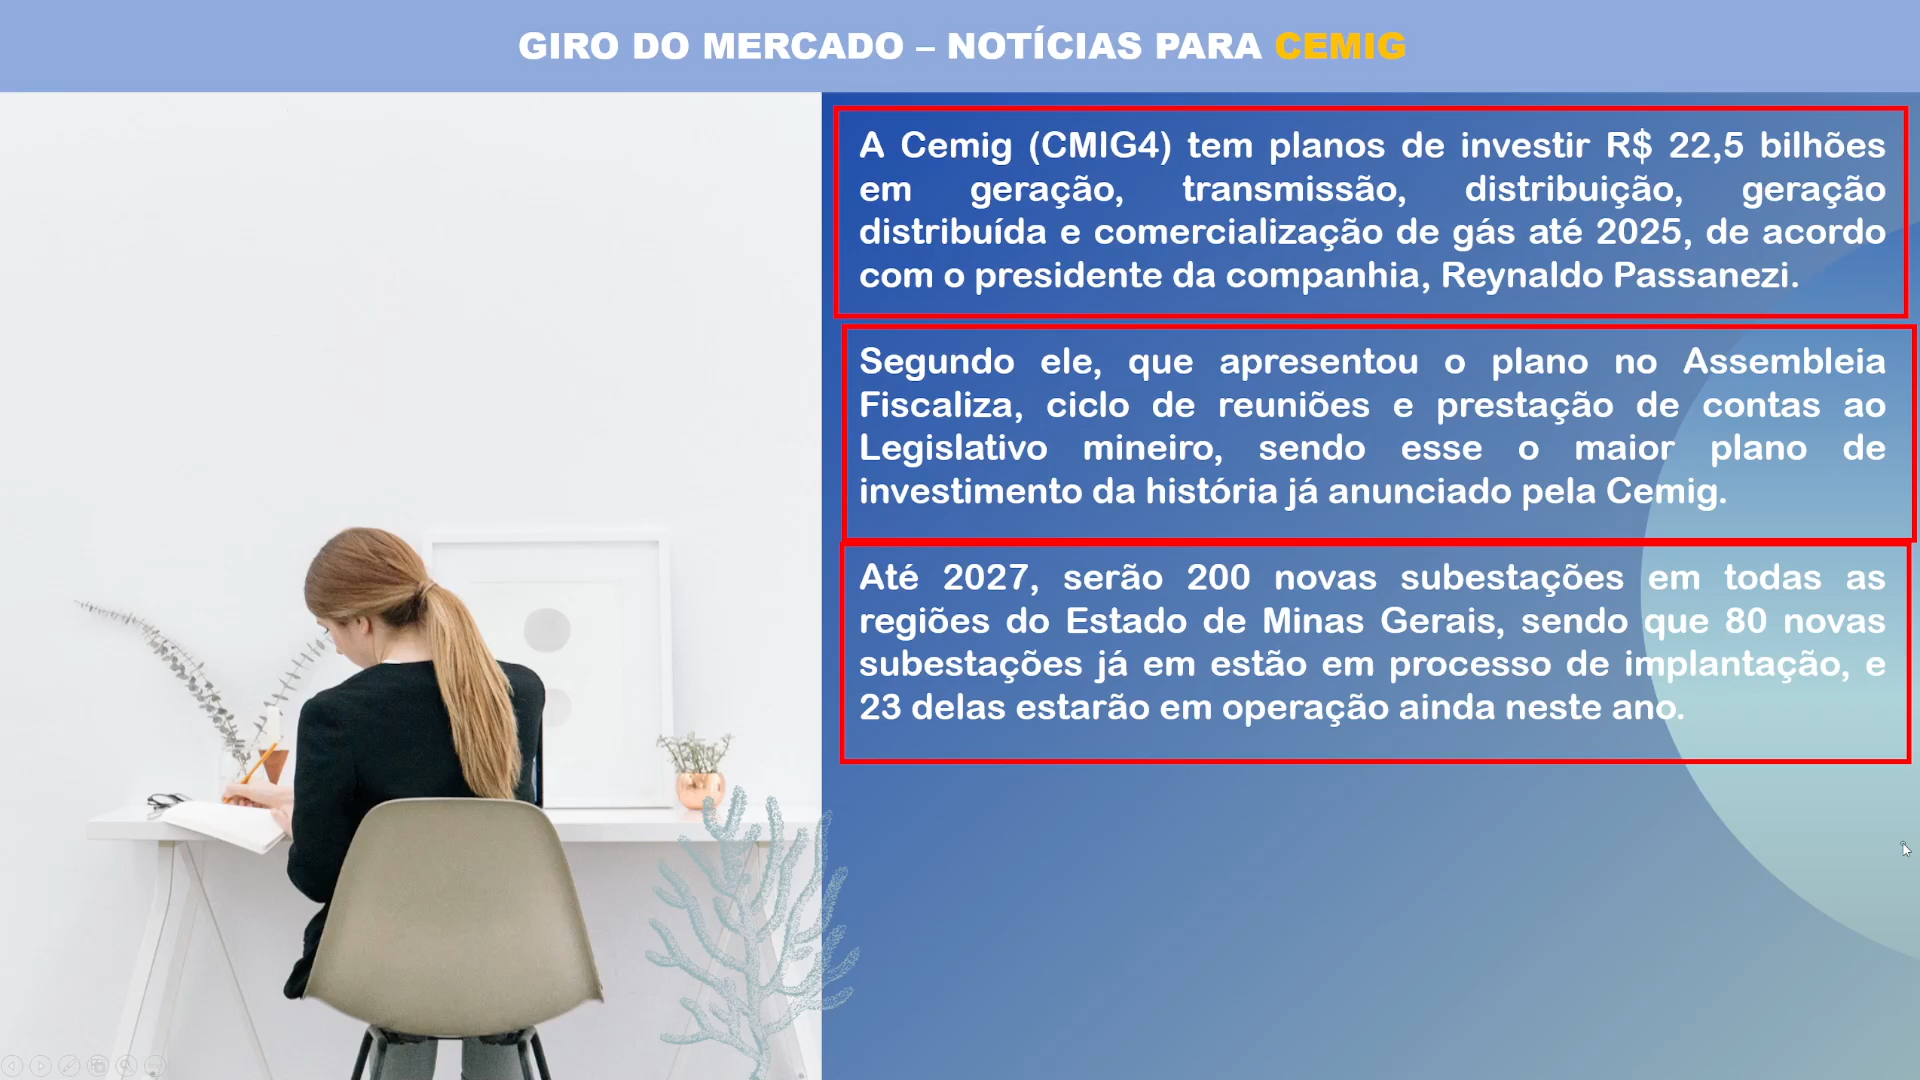 GIRO DO MERCADO – NOTÍCIAS PARA CEMIG
A Cemig (CMIG4) tem planos de investir R$ 22,5 bilhões
em geração, transmissão, distribuição, geração
distribuída e comercialização de gás até 2025, de acordo
com o presidente da companhia, Reynaldo Passanezi.
Segundo ele, que apresentou o plano no Assembleia
Fiscaliza, ciclo de reuniões e prestação de contas ao
Legislativo mineiro, sendo esse o maior plano de
investimento da história já anunciado pela Cemig.
Até 2027, serão 200 novas subestações em todas as
regiões do Estado de Minas Gerais, sendo que 80 novas
subestações já em estão em processo de implantação, e
23 delas estarão em operação ainda neste ano.